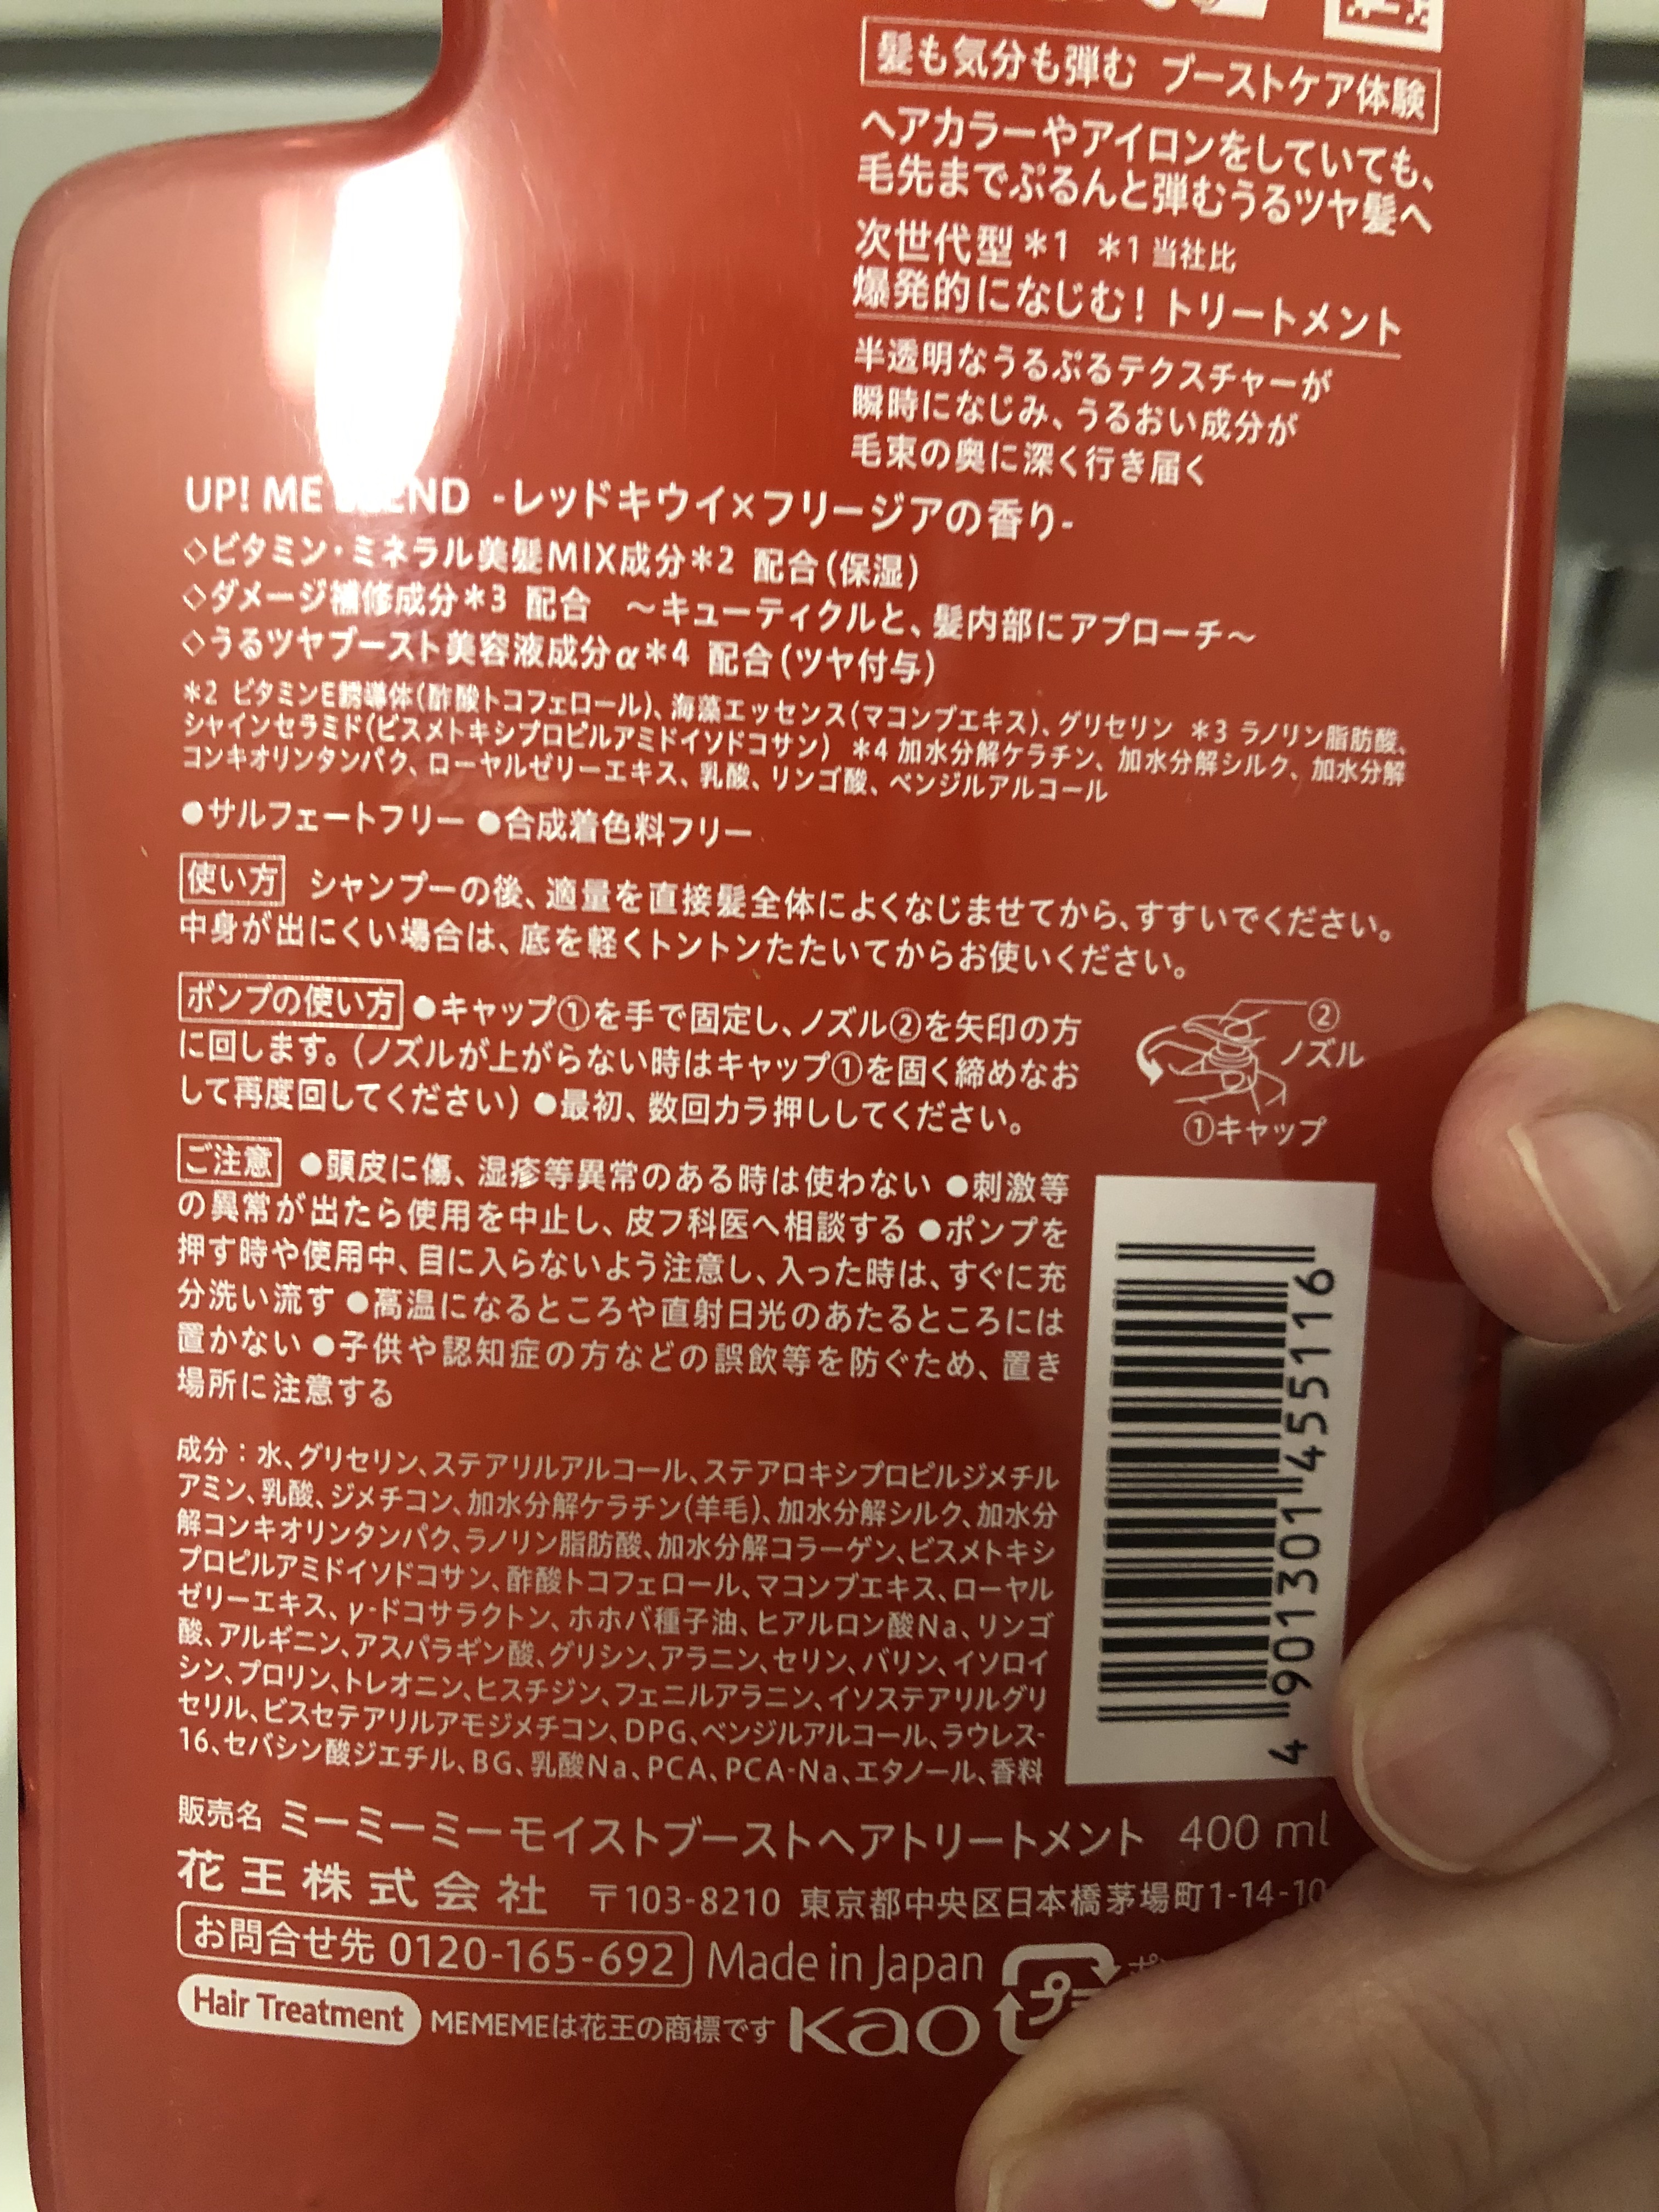 髪も気分も弾む ブーストケア体験
ヘアカラーやアイロンをしていても、
毛先までぷるんと弾むうるツヤ髪へ
次世代型*1 *1当社比
爆発的になじむ!トリートメント
半透明なうるぷるテクスチャーが
瞬時になじみ、うるおい成分が
毛束の奥に深く行き届く
UP! ME -レッドキウイ×フリージアの香り-
◇ビタミン・ミネラル美髪MIX成分*2 配合(保湿)
◇ダメージ補修成分*3 配合 ～キューティクルと、髪内部にアプローチ～
◇うるツヤブースト美容液成分α*4 配合(ツヤ付与)
*2 ビタミンE誘導体(酢酸トコフェロール)、海藻エッセンス(マコンブエキス)、グリセリン *3 ラノリン脂肪酸、
シャインセラミド(ビスメトキシプロピルアミドイソドコサン) *4 加水分解ケラチン、加水分解シルク、加水分解
コンキオリンタンパク、ローヤルゼリーエキス、乳酸、リンゴ酸、ベンジルアルコール
●サルフェートフリー ●合成着色料フリー
使い方 シャンプーの後、適量を直接髪全体によくなじませてから、すすいでください。
中身が出にくい場合は、底を軽くトントンたたいてからお使いください。
ポンプの使い方 ●キャップ①を手で固定し、ノズル②を矢印の方
に回します。(ノズルが上がらない時はキャップ①を固く締めなお
して再度回してください) ●最初、数回カラ押ししてください。
②
ノズル
①キャップ
ご注意 ●頭皮に傷、湿疹等異常のある時は使わない ●刺激等
の異常が出たら使用を中止し、皮フ科医へ相談する ●ポンプを
押す時や使用中、目に入らないよう注意し、入った時は、すぐに充
分洗い流す ●高温になるところや直射日光のあたるところには
置かない ●子供や認知症の方などの誤飲等を防ぐため、置き
場所に注意する
成分：水、グリセリン、ステアリルアルコール、ステアロキシプロピルジメチル
アミン、乳酸、ジメチコン、加水分解ケラチン(羊毛)、加水分解シルク、加水分
解コンキオリンタンパク、ラノリン脂肪酸、加水分解コラーゲン、ビスメトキシ
プロピルアミドイソドコサン、酢酸トコフェロール、マコンブエキス、ローヤル
ゼリーエキス、γ-ドコサラクトン、ホホバ種子油、ヒアルロン酸Na、リンゴ
酸、アルギニン、アスパラギン酸、グリシン、アラニン、セリン、バリン、イソロイ
シン、プロリン、トレオニン、ヒスチジン、フェニルアラニン、イソステアリルグリ
セリル、ビスセテアリルアモジメチコン、DPG、ベンジルアルコール、ラウレス-
16、セバシン酸ジエチル、BG、乳酸Na、PCA、PCA-Na、エタノール、香料
4 901301 455116
販売名 ミーミーミーモイストブーストヘアトリートメント 400 ml
花王株式会社 〒103-8210 東京都中央区日本橋茅場町1-14-10
お問合せ先 0120-165-692 Made in Japan プラ
Hair Treatment MEMEMEは花王の商標です Kao